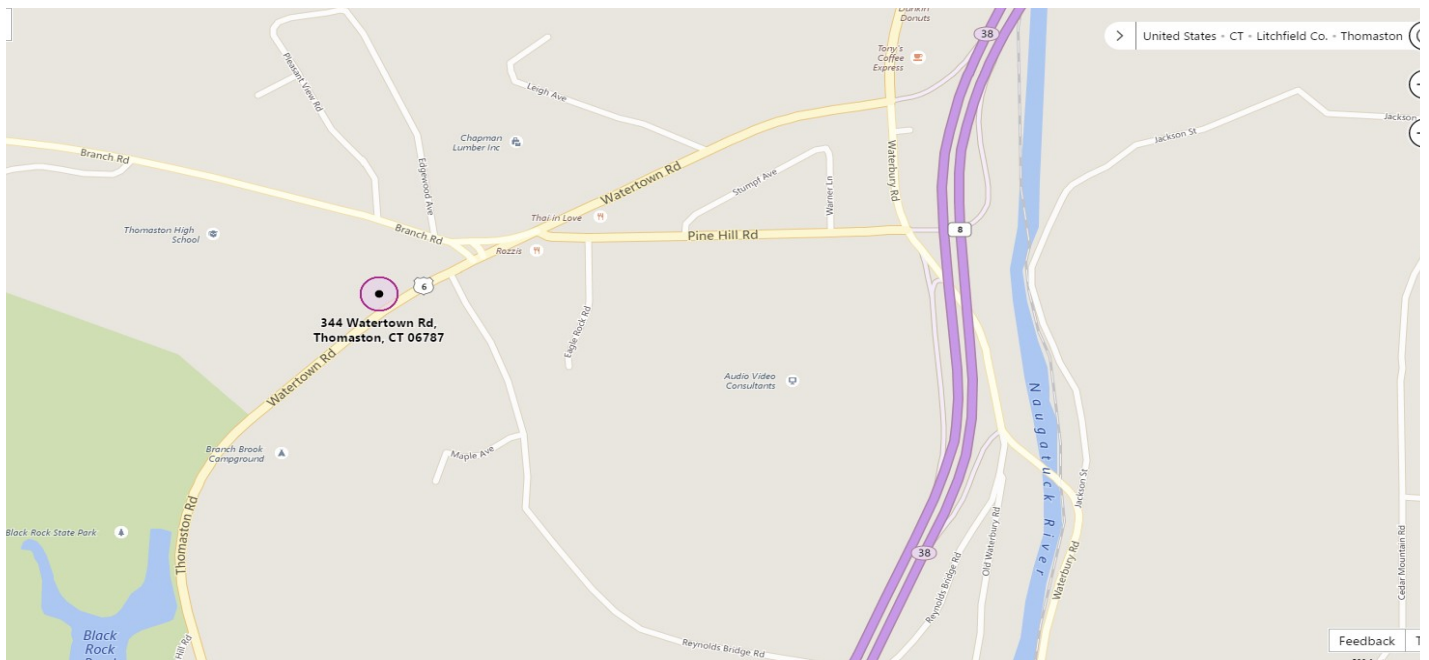 Dunkin
Donuts
38
United States • CT • Litchfield Co. • Thomaston
Tony's
Coffee
Express
Pleasant View Rd
Leigh Ave
Jackson
Jackson St
Chapman
Lumber Inc
Branch Rd
Edgewood Ave
Watertown Rd
Stumpf Ave
Warner Ln
Waterbury Rd
Thai in Love
Thomaston High
School
Branch Rd
Pine Hill Rd
8
Rozzis
6
344 Watertown Rd,
Thomaston, CT 06787
Eagle Rock Rd
Watertown Rd
Audio Video
Consultants
Naugatuck River
Branch Brook
Campground
Maple Ave
Jackson St
Thomaston Rd
Black Rock State Park
38
Old Waterbury Rd
Reynolds Bridge Rd
Waterbury Rd
Cedar Mountain Rd
Black
Rock
Hill Rd
Reynolds Bridge Rd
Feedback
T